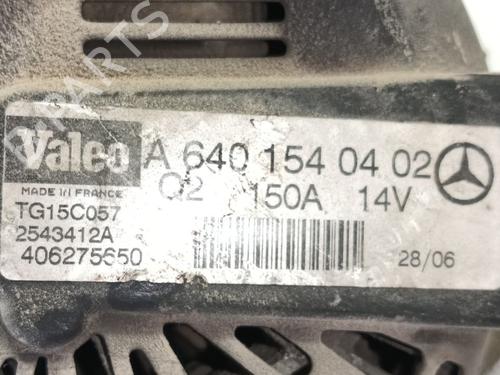 Valeo A 640 154 04 02
MADE IN FRANCE Q2 150A 14V
TG15C057
2543412A
406275650 28/06